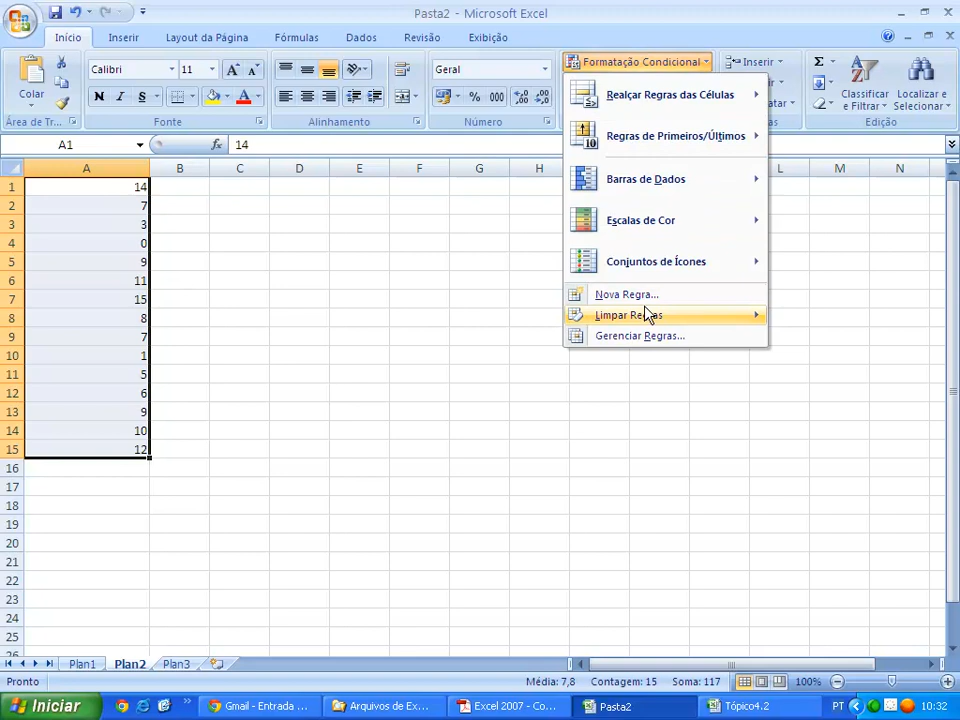 Pasta2 - Microsoft Excel
Início Inserir Layout da Página Fórmulas Dados Revisão Exibição
Calibri 11 Geral Formatação Condicional Inserir Σ
Colar N I S A % 000 Classificar e Filtrar Localizar e Selecionar
Área de Tr... Fonte Alinhamento Número Edição
A1 fx 14
A B C D E F G H L M N
Realçar Regras das Células
Regras de Primeiros/Últimos
Barras de Dados
Escalas de Cor
Conjuntos de Ícones
Nova Regra...
Limpar Regras
Gerenciar Regras...
1 14
2 7
3 3
4 0
5 9
6 11
7 15
8 8
9 7
10 1
11 5
12 6
13 9
14 10
15 12
16
17
18
19
20
21
22
23
24
25
Plan1 Plan2 Plan3
Pronto Média: 7,8 Contagem: 15 Soma: 117 100%
Iniciar Gmail - Entrada ... Arquivos de Ex... Excel 2007 - Co... Pasta2 Tópico4.2 PT 10:32